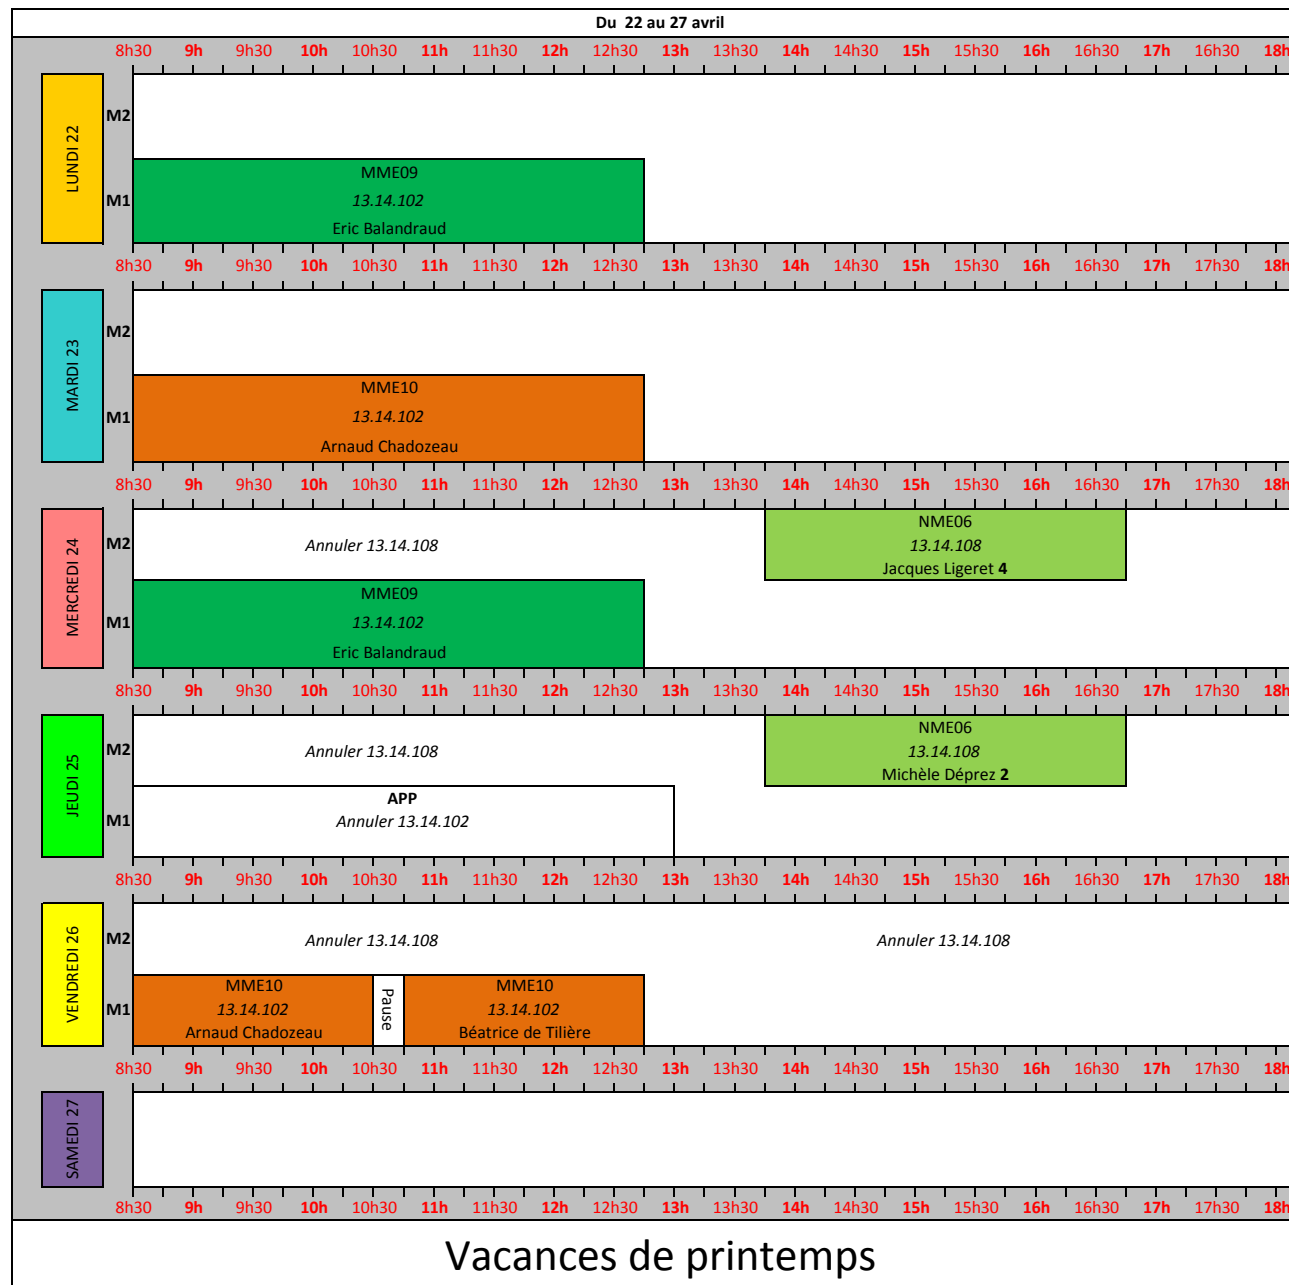 Du 22 au 27 avril
8h30 9h 9h30 10h 10h30 11h 11h30 12h 12h30 13h 13h30 14h 14h30 15h 15h30 16h 16h30 17h 16h30 18h
LUNDI 22
M2
M1
MME09
13.14.102
Eric Balandraud
8h30 9h 9h30 10h 10h30 11h 11h30 12h 12h30 13h 13h30 14h 14h30 15h 15h30 16h 16h30 17h 16h30 18h
MARDI 23
M2
M1
MME10
13.14.102
Arnaud Chadozeau
8h30 9h 9h30 10h 10h30 11h 11h30 12h 12h30 13h 13h30 14h 14h30 15h 15h30 16h 16h30 17h 17h30 18h
MERCREDI 24
M2
Annuler 13.14.108
NME06
13.14.108
Jacques Ligeret 4
M1
MME09
13.14.102
Eric Balandraud
8h30 9h 9h30 10h 10h30 11h 11h30 12h 12h30 13h 13h30 14h 14h30 15h 15h30 16h 16h30 17h 17h30 18h
JEUDI 25
M2
Annuler 13.14.108
NME06
13.14.108
Michèle Déprez 2
M1
APP
Annuler 13.14.102
8h30 9h 9h30 10h 10h30 11h 11h30 12h 12h30 13h 13h30 14h 14h30 15h 15h30 16h 16h30 17h 17h30 18h
VENDREDI 26
M2
Annuler 13.14.108
Annuler 13.14.108
M1
MME10
13.14.102
Arnaud Chadozeau
Pause
MME10
13.14.102
Béatrice de Tilière
8h30 9h 9h30 10h 10h30 11h 11h30 12h 12h30 13h 13h30 14h 14h30 15h 15h30 16h 16h30 17h 17h30 18h
SAMEDI 27
8h30 9h 9h30 10h 10h30 11h 11h30 12h 12h30 13h 13h30 14h 14h30 15h 15h30 16h 16h30 17h 17h30 18h
Vacances de printemps